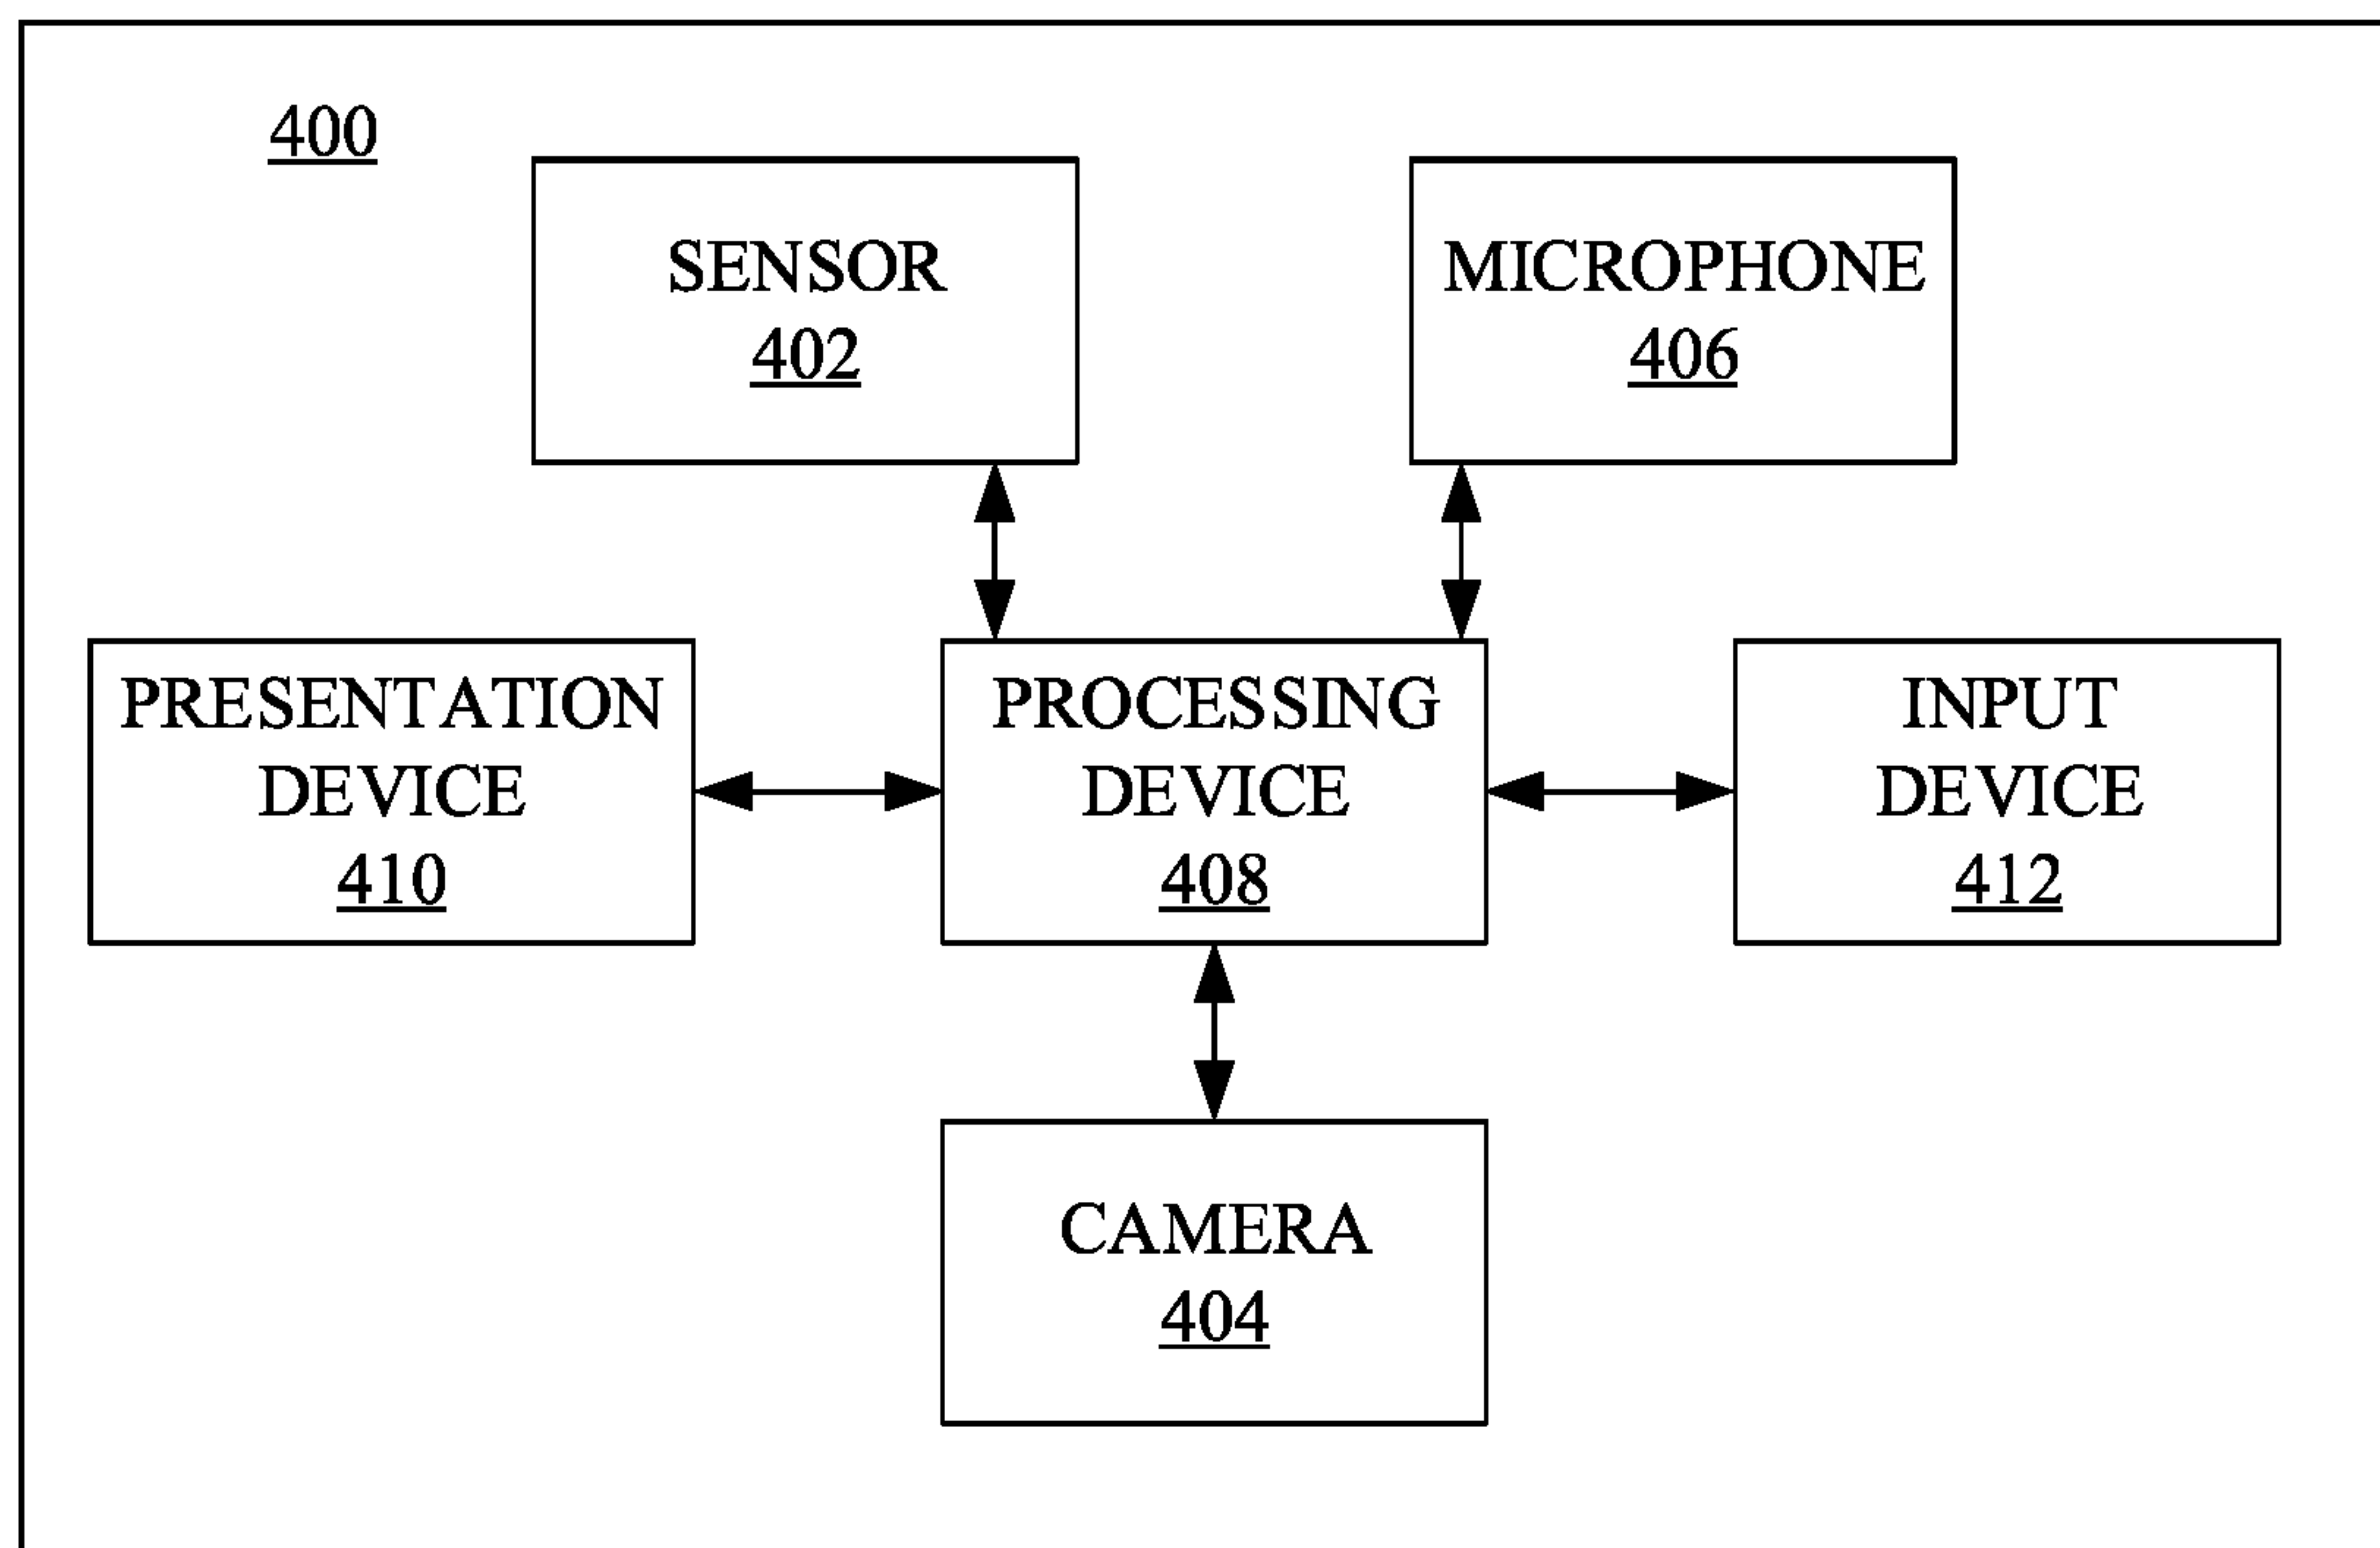 400
SENSOR
402
MICROPHONE
406
PRESENTATION
DEVICE
410
PROCESSING
DEVICE
408
INPUT
DEVICE
412
CAMERA
404